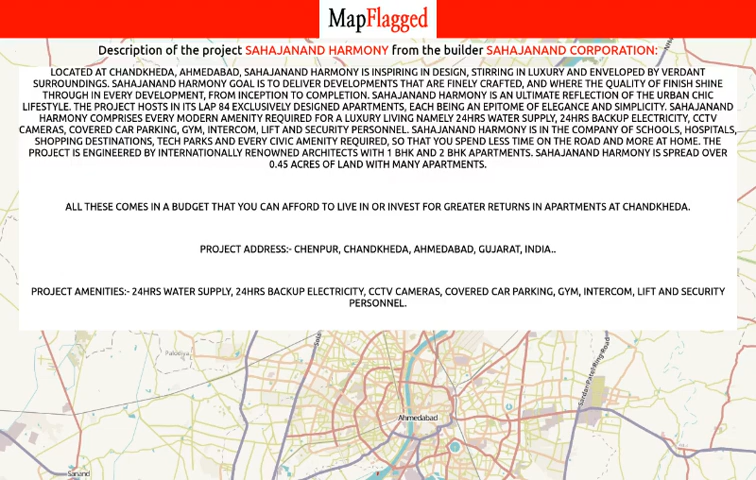 MapFlagged
Description of the project SAHAJANAND HARMONY from the builder SAHAJANAND CORPORATION:
LOCATED AT CHANDKHEDA, AHMEDABAD, SAHAJANAND HARMONY IS INSPIRING IN DESIGN, STIRRING IN LUXURY AND ENVELOPED BY VERDANT
SURROUNDINGS. SAHAJANAND HARMONY GOAL IS TO DELIVER DEVELOPMENTS THAT ARE FINELY CRAFTED, AND WHERE THE QUALITY OF FINISH SHINE
THROUGH IN EVERY DEVELOPMENT, FROM INCEPTION TO COMPLETION. SAHAJANAND HARMONY IS AN ULTIMATE REFLECTION OF THE URBAN CHIC
LIFESTYLE. THE PROJECT HOSTS IN ITS LAP 84 EXCLUSIVELY DESIGNED APARTMENTS, EACH BEING AN EPITOME OF ELEGANCE AND SIMPLICITY. SAHAJANAND
HARMONY COMPRISES EVERY MODERN AMENITY REQUIRED FOR A LUXURY LIVING NAMELY 24HRS WATER SUPPLY, 24HRS BACKUP ELECTRICITY, CCTV
CAMERAS, COVERED CAR PARKING, GYM, INTERCOM, LIFT AND SECURITY PERSONNEL. SAHAJANAND HARMONY IS IN THE COMPANY OF SCHOOLS, HOSPITALS,
SHOPPING DESTINATIONS, TECH PARKS AND EVERY CIVIC AMENITY REQUIRED, SO THAT YOU SPEND LESS TIME ON THE ROAD AND MORE AT HOME. THE
PROJECT IS ENGINEERED BY INTERNATIONALLY RENOWNED ARCHITECTS WITH 1 BHK AND 2 BHK APARTMENTS. SAHAJANAND HARMONY IS SPREAD OVER
0.45 ACRES OF LAND WITH MANY APARTMENTS.
ALL THESE COMES IN A BUDGET THAT YOU CAN AFFORD TO LIVE IN OR INVEST FOR GREATER RETURNS IN APARTMENTS AT CHANDKHEDA.
PROJECT ADDRESS:- CHENPUR, CHANDKHEDA, AHMEDABAD, GUJARAT, INDIA..
PROJECT AMENITIES:- 24HRS WATER SUPPLY, 24HRS BACKUP ELECTRICITY, CCTV CAMERAS, COVERED CAR PARKING, GYM, INTERCOM, LIFT AND SECURITY
PERSONNEL.
Sardar Patel Ring Road
Ahmedabad
Sanand